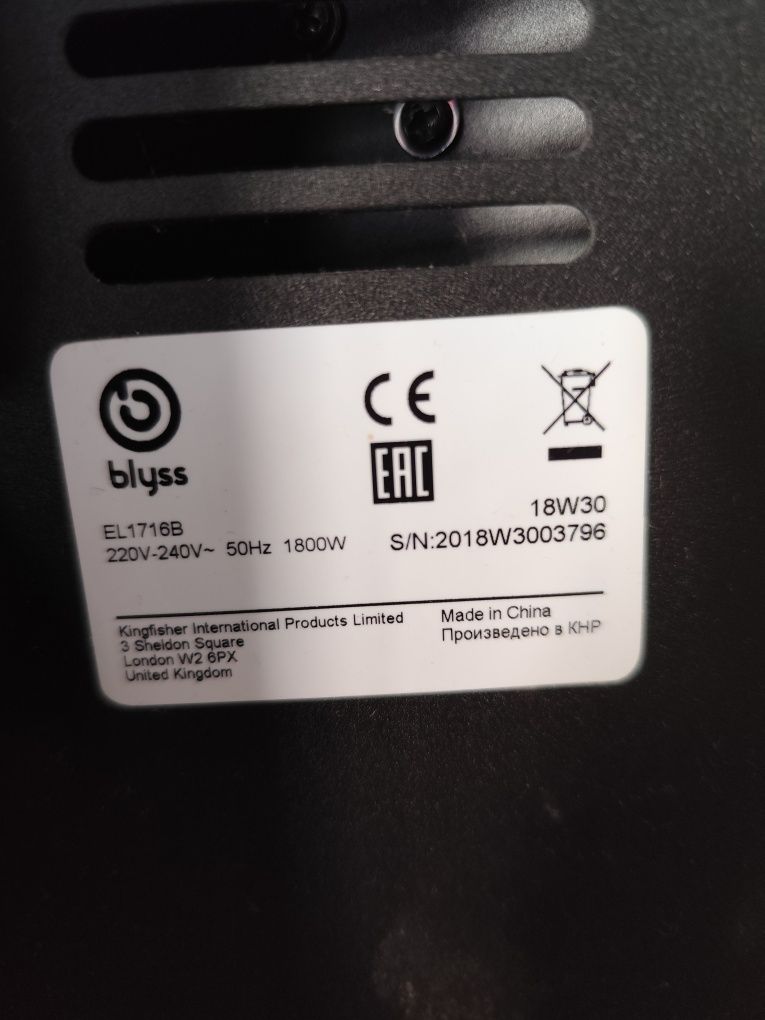 blyss
CE
EAC
EL1716B
220V-240V~ 50Hz 1800W
18W30
S/N:2018W3003796
Kingfisher International Products Limited
3 Sheldon Square
London W2 6PX
United Kingdom
Made in China
Произведено в КНР